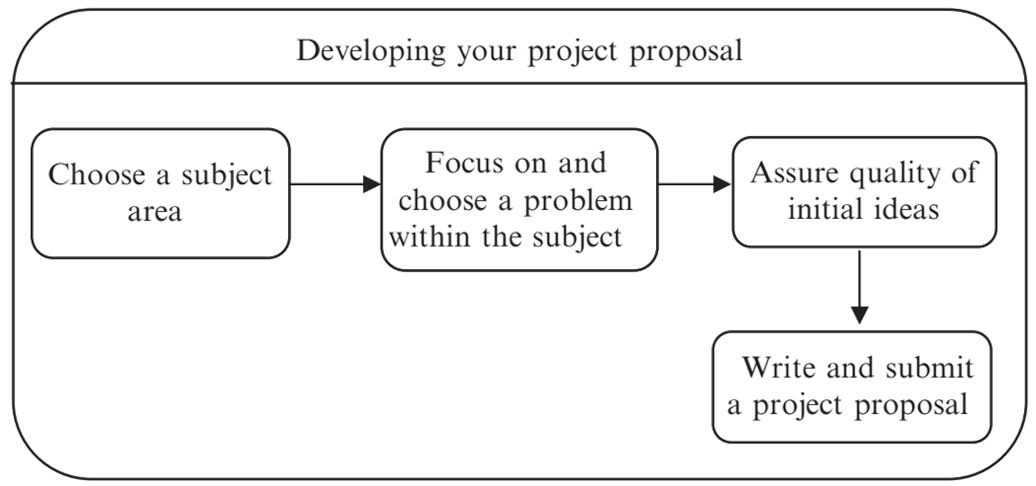 Developing your project proposal
Choose a subject
area
Focus on and
choose a problem
within the subject
Assure quality of
initial ideas
Write and submit
a project proposal